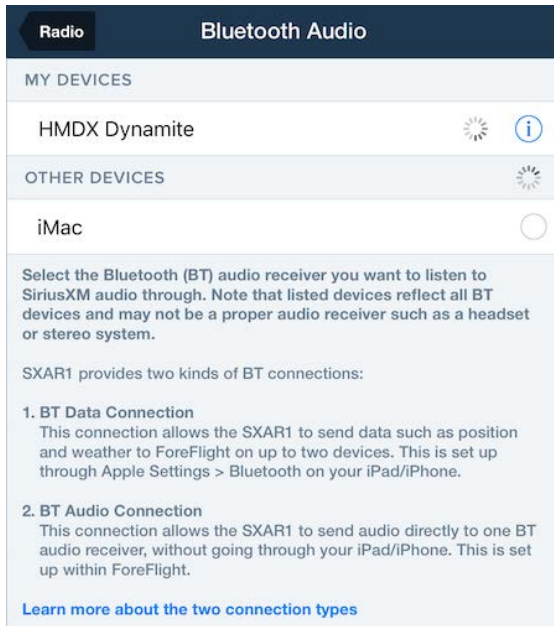 Radio
Bluetooth Audio
MY DEVICES
HMDX Dynamite
OTHER DEVICES
iMac
Select the Bluetooth (BT) audio receiver you want to listen to
SiriusXM audio through. Note that listed devices reflect all BT
devices and may not be a proper audio receiver such as a headset
or stereo system.
SXAR1 provides two kinds of BT connections:
1. BT Data Connection
This connection allows the SXAR1 to send data such as position
and weather to ForeFlight on up to two devices. This is set up
through Apple Settings > Bluetooth on your iPad/iPhone.
2. BT Audio Connection
This connection allows the SXAR1 to send audio directly to one BT
audio receiver, without going through your iPad/iPhone. This is set
up within ForeFlight.
Learn more about the two connection types